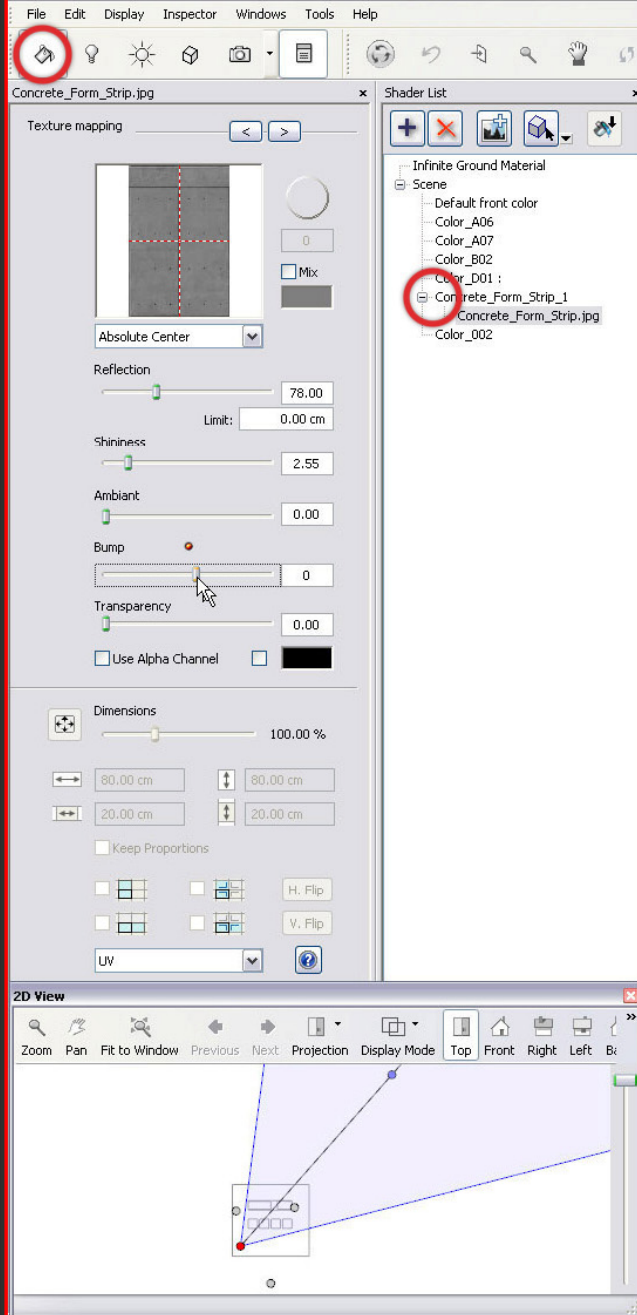 File Edit Display Inspector Windows Tools Help
Concrete_Form_Strip.jpg x
Texture mapping < >
0
Mix
Absolute Center
Reflection
78.00
Limit: 0.00 cm
Shininess
2.55
Ambiant
0.00
Bump
0
Transparency
0.00
Use Alpha Channel
Dimensions
100.00 %
80.00 cm 80.00 cm
20.00 cm 20.00 cm
Keep Proportions
H. Flip
V. Flip
UV ?
Shader List
Infinite Ground Material
Scene
Default front color
Color_A06
Color_A07
Color_B02
Color_D01 :
Concrete_Form_Strip_1
Concrete_Form_Strip.jpg
Color_002
2D View
Zoom Pan Fit to Window Previous Next Projection Display Mode Top Front Right Left